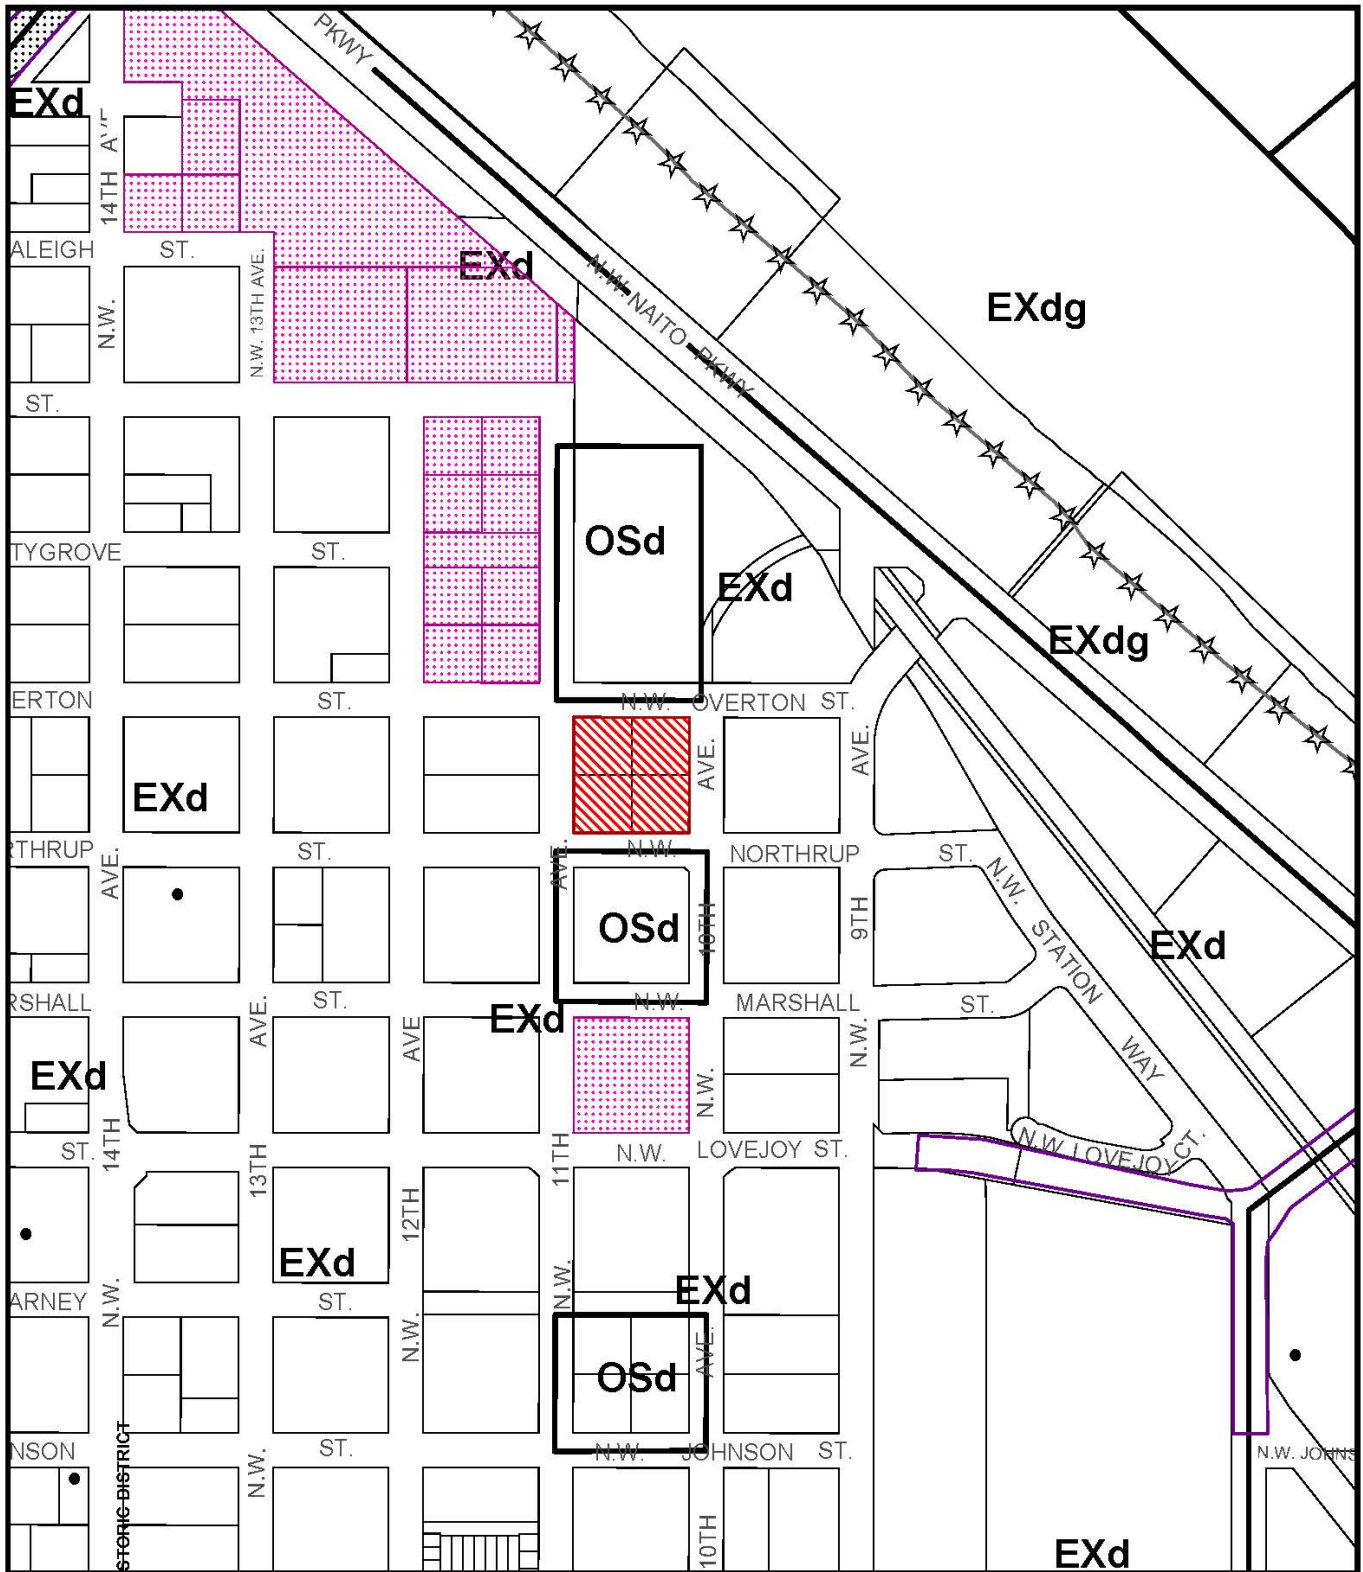 PKWY
EXd
14TH AVE
ALEIGH ST.
N.W. 13TH AVE.
EXd
N.W. NAITO PKWY
EXdg
N.W.
ST.
OSd
TYGROVE ST.
EXd
EXdg
ERTON ST.
N.W. OVERTON ST.
AVE.
AVE.
EXd
RTHRUP ST.
N.W. NORTHRUP ST.
AVE.
AVE.
OSd
10TH
9TH
N.W. STATION WAY
EXd
RSHALL ST.
N.W. MARSHALL ST.
EXd
AVE.
AVE
N.W.
EXd
N.W.
14TH
ST.
N.W. LOVEJOY ST.
N.W. LOVEJOY CT.
13TH
11TH
12TH
EXd
N.W.
EXd
ARNEY ST.
N.W.
N.W.
OSd
AVE.
NSON ST.
N.W. JOHNSON ST.
N.W. JOHNS
STORIC DISTRICT
N.W.
10TH
EXd